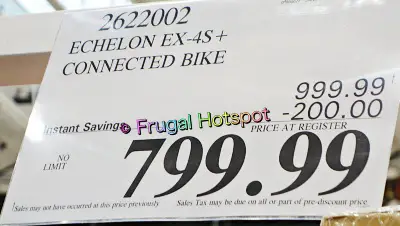 2622002
ECHELON EX-4S+
CONNECTED BIKE
999.99
Instant Savings -200.00
© Frugal Hotspot
PRICE AT REGISTER
NO
LIMIT
799.99
Sales may not have occurred at this price previously Sales Tax may be due on all or part of pre-discount price